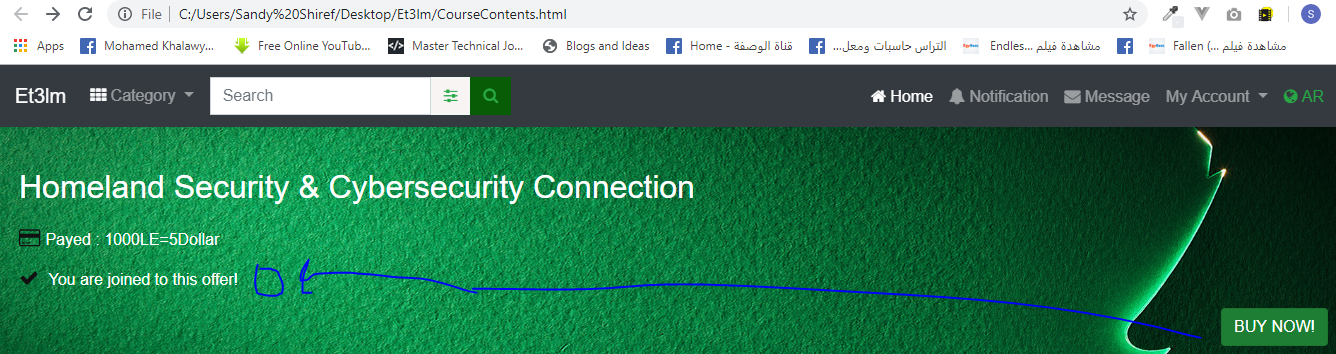 File | C:/Users/Sandy%20Shiref/Desktop/Et3lm/CourseContents.html
S
Apps Mohamed Khalawy... Free Online YouTub... Master Technical Jo... Blogs and Ideas Home - قناة الوصفة التراس حاسبات ومعل... Endles... مشاهدة فيلم Fallen (... مشاهدة فيلم
Et3lm Category Search Home Notification Message My Account AR
Homeland Security & Cybersecurity Connection
Payed : 1000LE=5Dollar
You are joined to this offer!
BUY NOW!